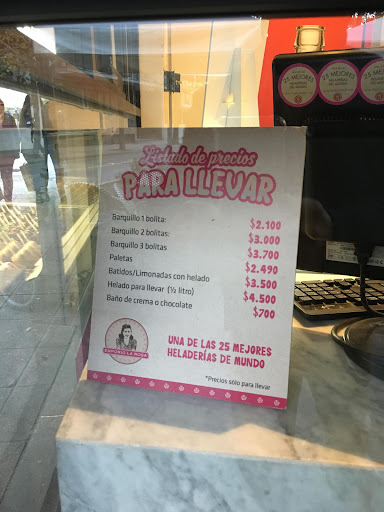 Listado de precios
PARA LLEVAR
Barquillo 1 bolita: $2.100
Barquillo 2 bolitas: $3.000
Barquillo 3 bolitas $3.700
Paletas $2.490
Batidos/Limonadas con helado $3.500
Helado para llevar (½ litro) $4.500
Baño de crema o chocolate $700
EMPORIO LA ROSA
UNA DE LAS 25 MEJORES
HELADERÍAS DE MUNDO
*Precios sólo para llevar
25 MEJORES
25 MEJORES